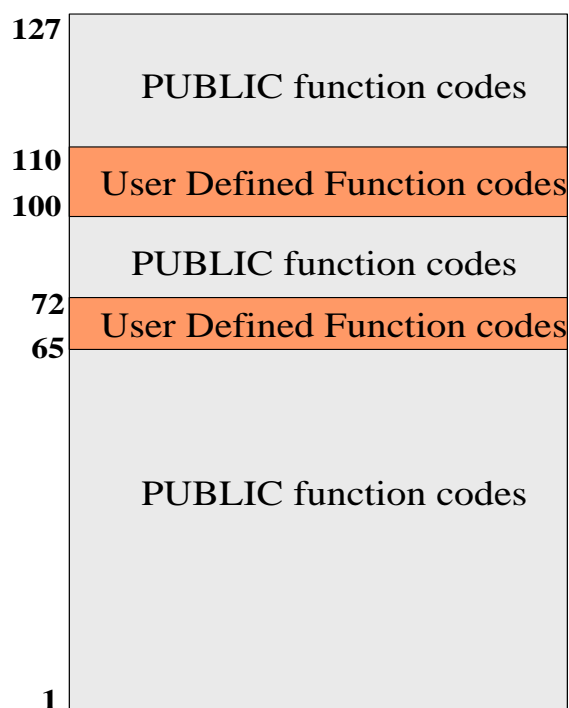 127
PUBLIC function codes
110
User Defined Function codes
100
PUBLIC function codes
72
User Defined Function codes
65
PUBLIC function codes
1